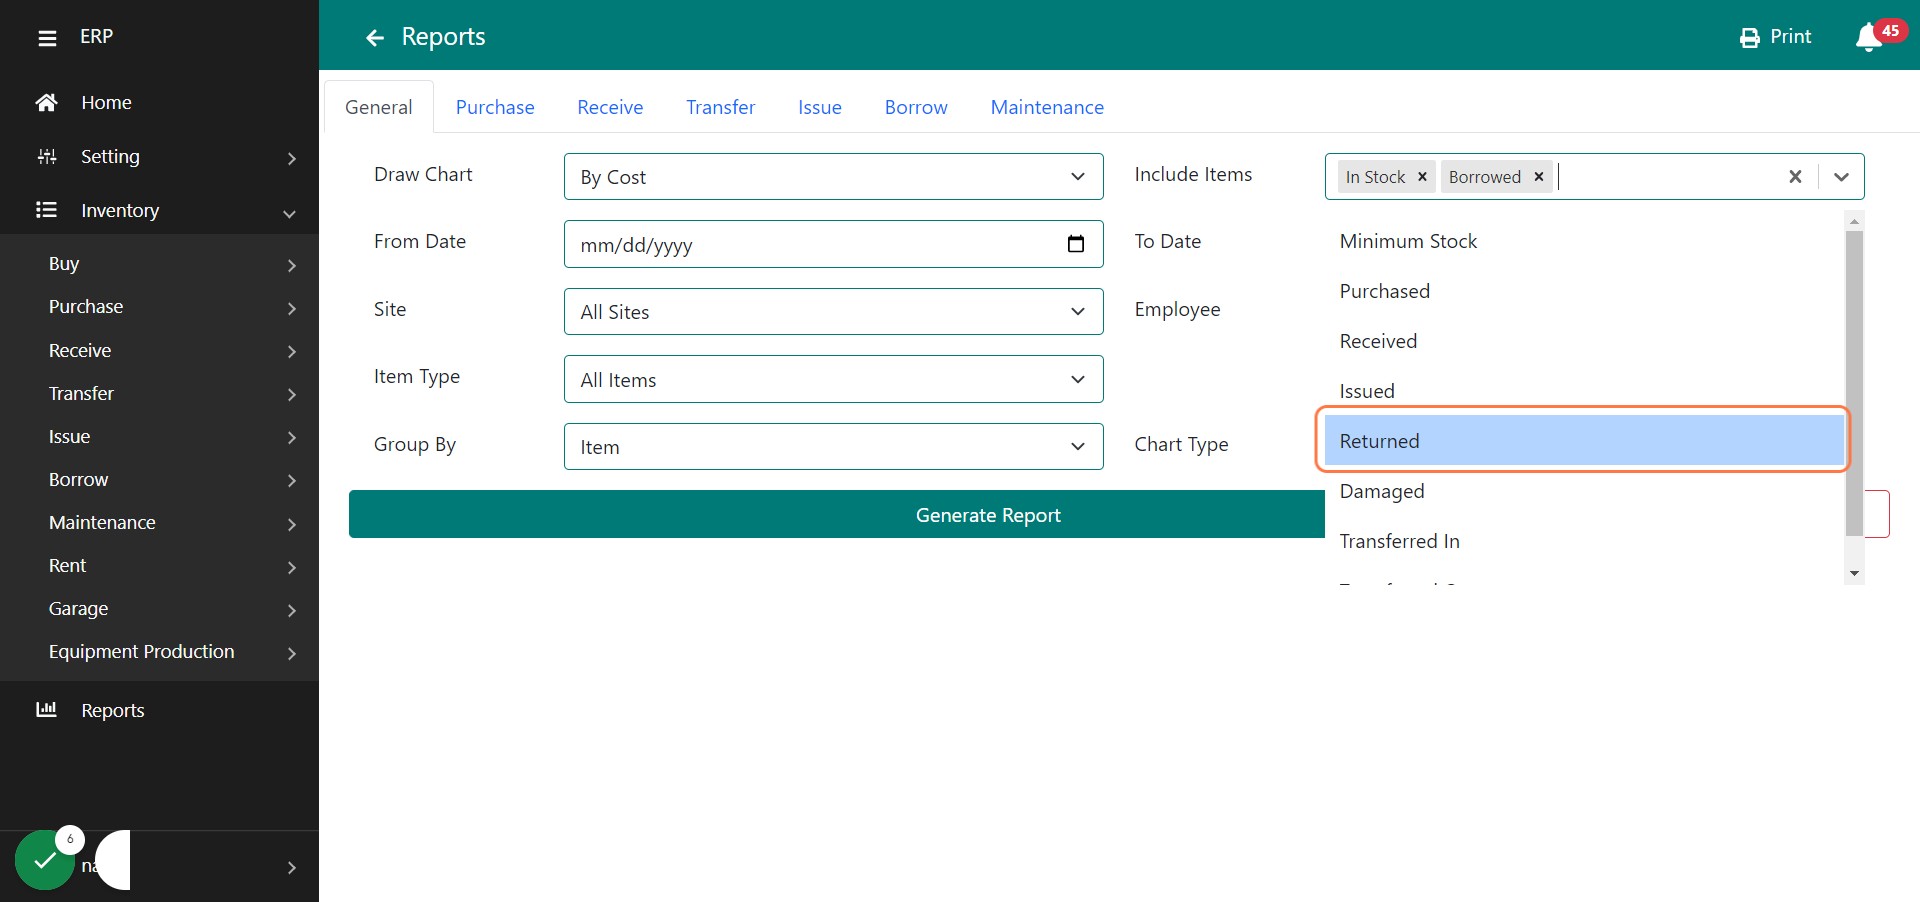 ERP
Home
Setting
Inventory
Buy
Purchase
Receive
Transfer
Issue
Borrow
Maintenance
Rent
Garage
Equipment Production
Reports
6
Reports
Print
45
General Purchase Receive Transfer Issue Borrow Maintenance
Draw Chart By Cost Include Items In Stock Borrowed
From Date mm/dd/yyyy To Date
Site All Sites Employee
Item Type All Items
Group By Item Chart Type
Generate Report
Minimum Stock
Purchased
Received
Issued
Returned
Damaged
Transferred In